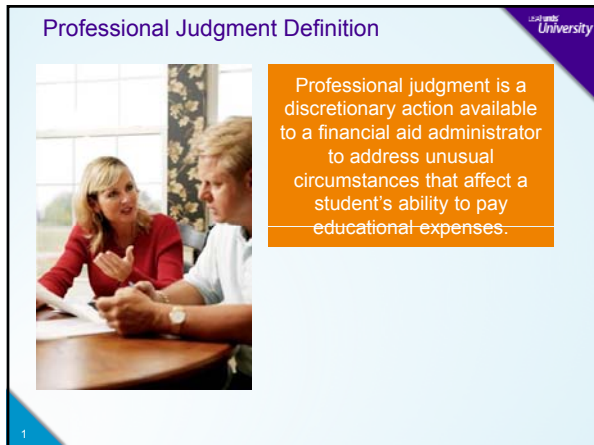 Professional Judgment Definition
University
Professional judgment is a
discretionary action available
to a financial aid administrator
to address unusual
circumstances that affect a
student's ability to pay
educational expenses.
1